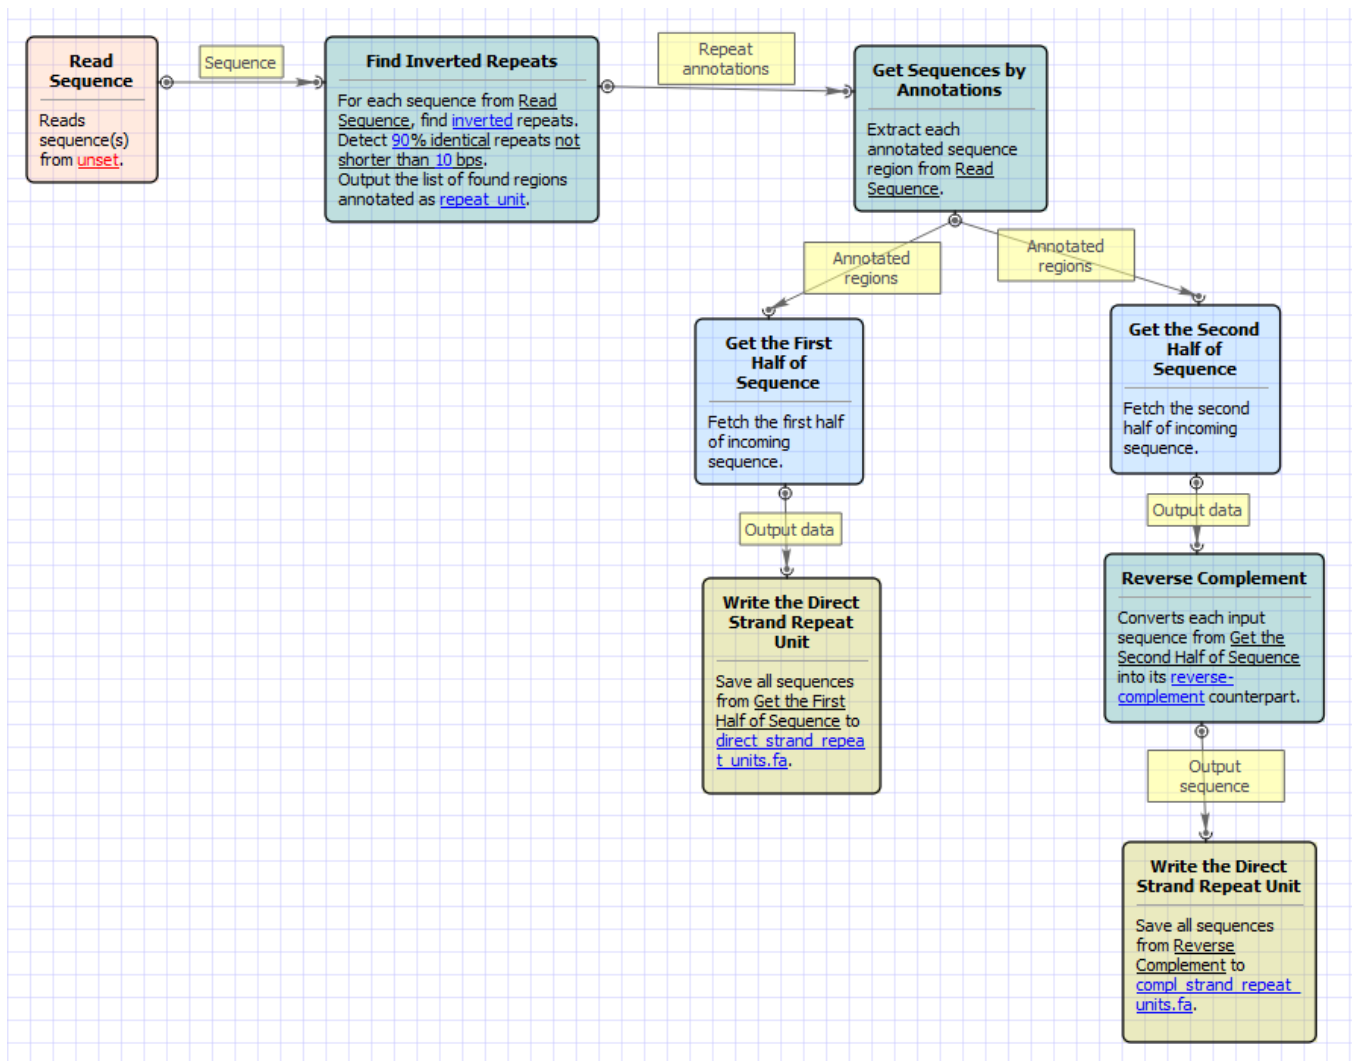 Read
Sequence
Reads
sequence(s)
from unset.
Sequence
Find Inverted Repeats
For each sequence from Read
Sequence, find inverted repeats.
Detect 90% identical repeats not
shorter than 10 bps.
Output the list of found regions
annotated as repeat_unit.
Repeat
annotations
Get Sequences by
Annotations
Extract each
annotated sequence
region from Read
Sequence.
Annotated
regions
Annotated
regions
Get the First
Half of
Sequence
Fetch the first half
of incoming
sequence.
Output data
Write the Direct
Strand Repeat
Unit
Save all sequences
from Get the First
Half of Sequence to
direct_strand_repea
t_units.fa.
Get the Second
Half of
Sequence
Fetch the second
half of incoming
sequence.
Output data
Reverse Complement
Converts each input
sequence from Get the
Second Half of Sequence
into its reverse-
complement counterpart.
Output
sequence
Write the Direct
Strand Repeat Unit
Save all sequences
from Reverse
Complement to
compl_strand_repeat_
units.fa.